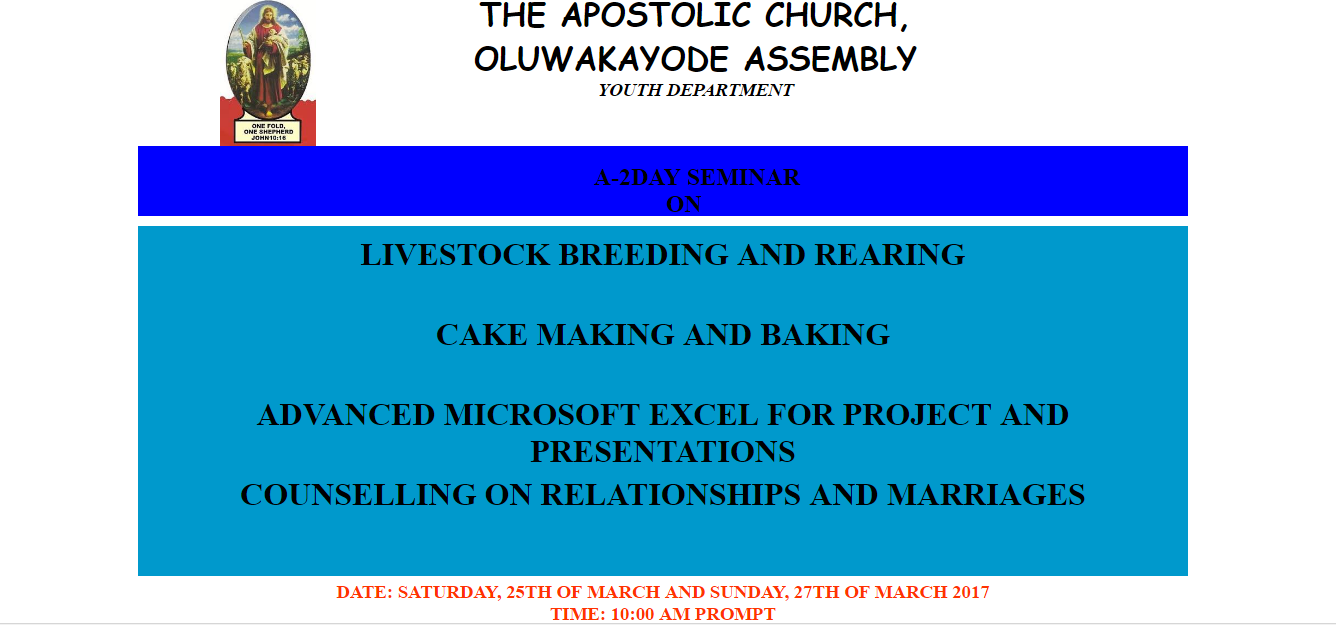 THE APOSTOLIC CHURCH,
OLUWAKAYODE ASSEMBLY
YOUTH DEPARTMENT
ONE FOLD,
ONE SHEPHERD
JOHN10:16
A-2DAY SEMINAR
ON
LIVESTOCK BREEDING AND REARING
CAKE MAKING AND BAKING
ADVANCED MICROSOFT EXCEL FOR PROJECT AND
PRESENTATIONS
COUNSELLING ON RELATIONSHIPS AND MARRIAGES
DATE: SATURDAY, 25TH OF MARCH AND SUNDAY, 27TH OF MARCH 2017
TIME: 10:00 AM PROMPT